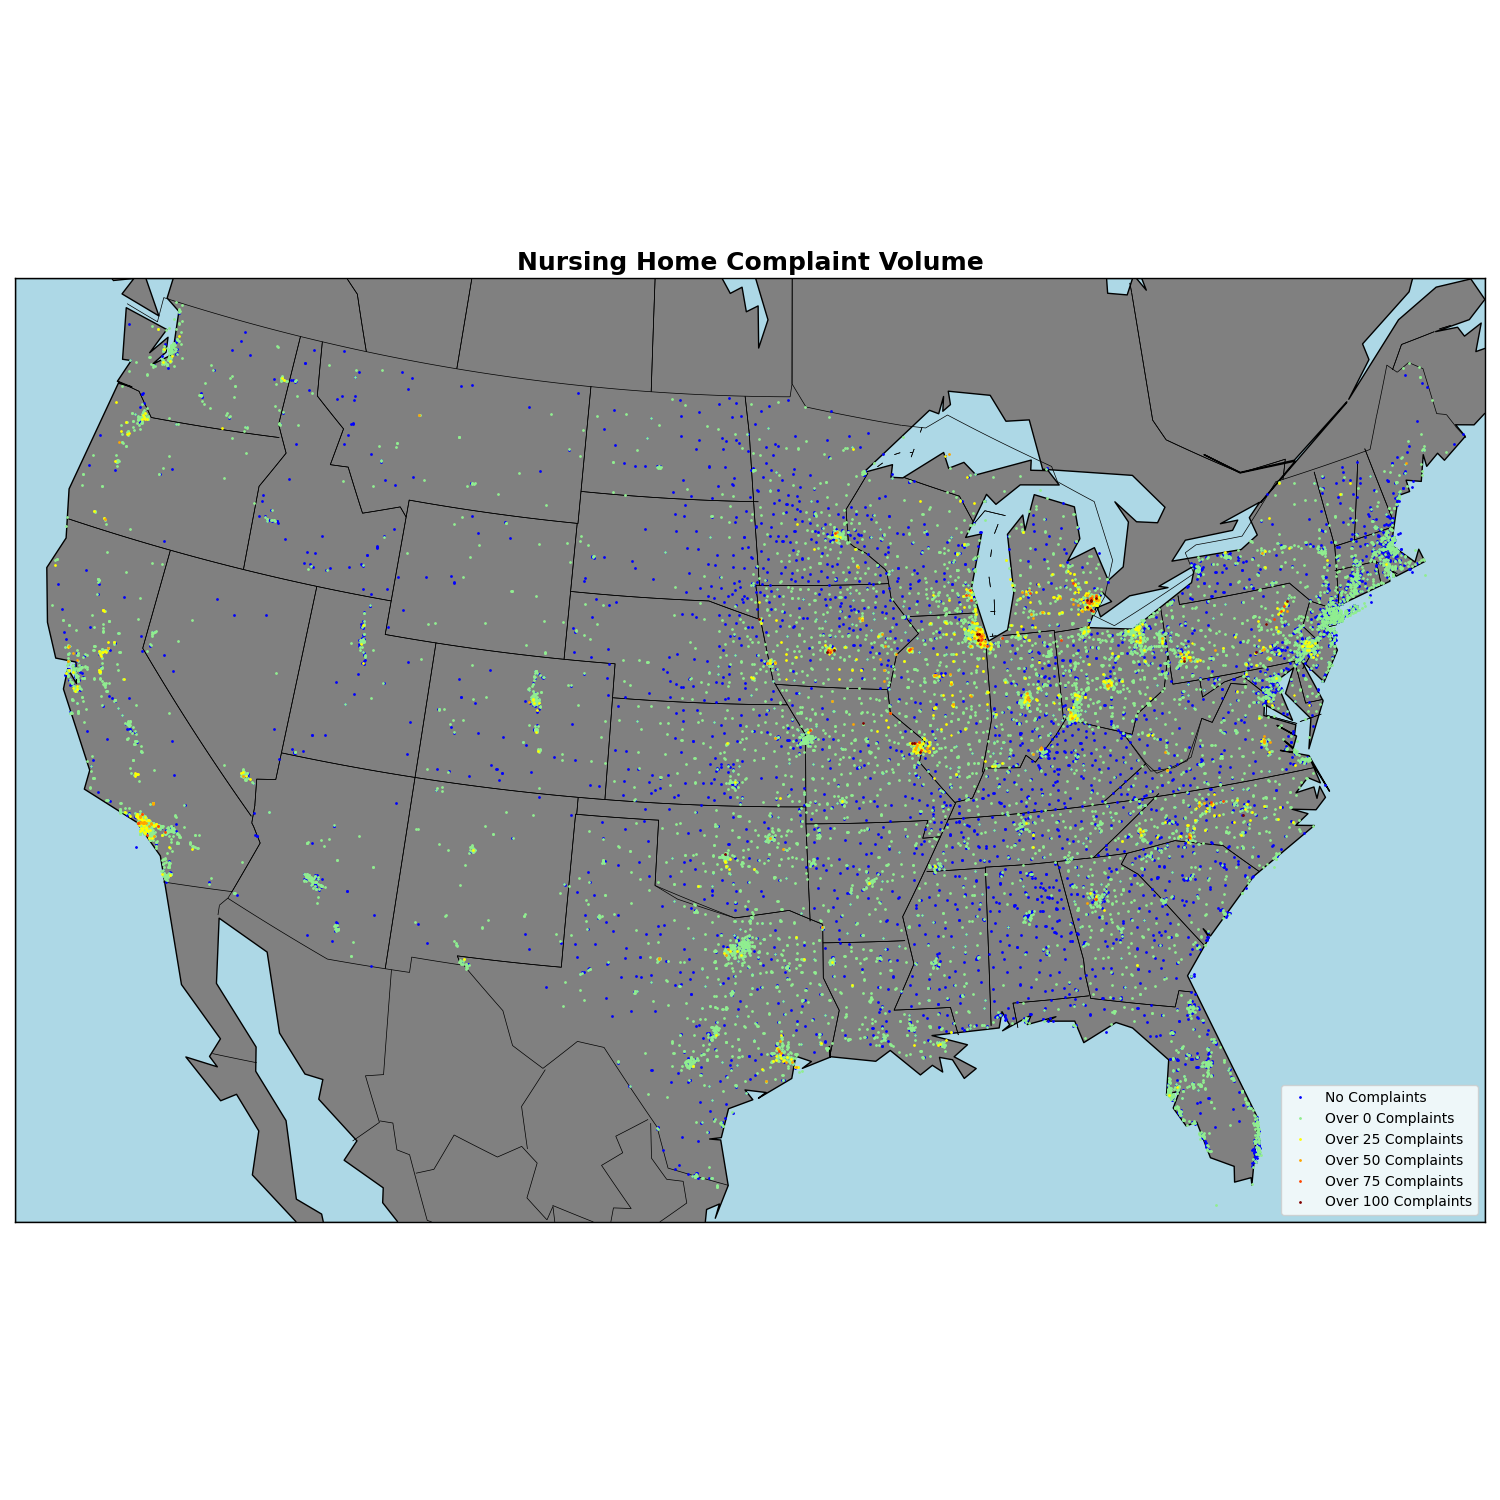 Nursing Home Complaint Volume
No Complaints
Over 0 Complaints
Over 25 Complaints
Over 50 Complaints
Over 75 Complaints
Over 100 Complaints